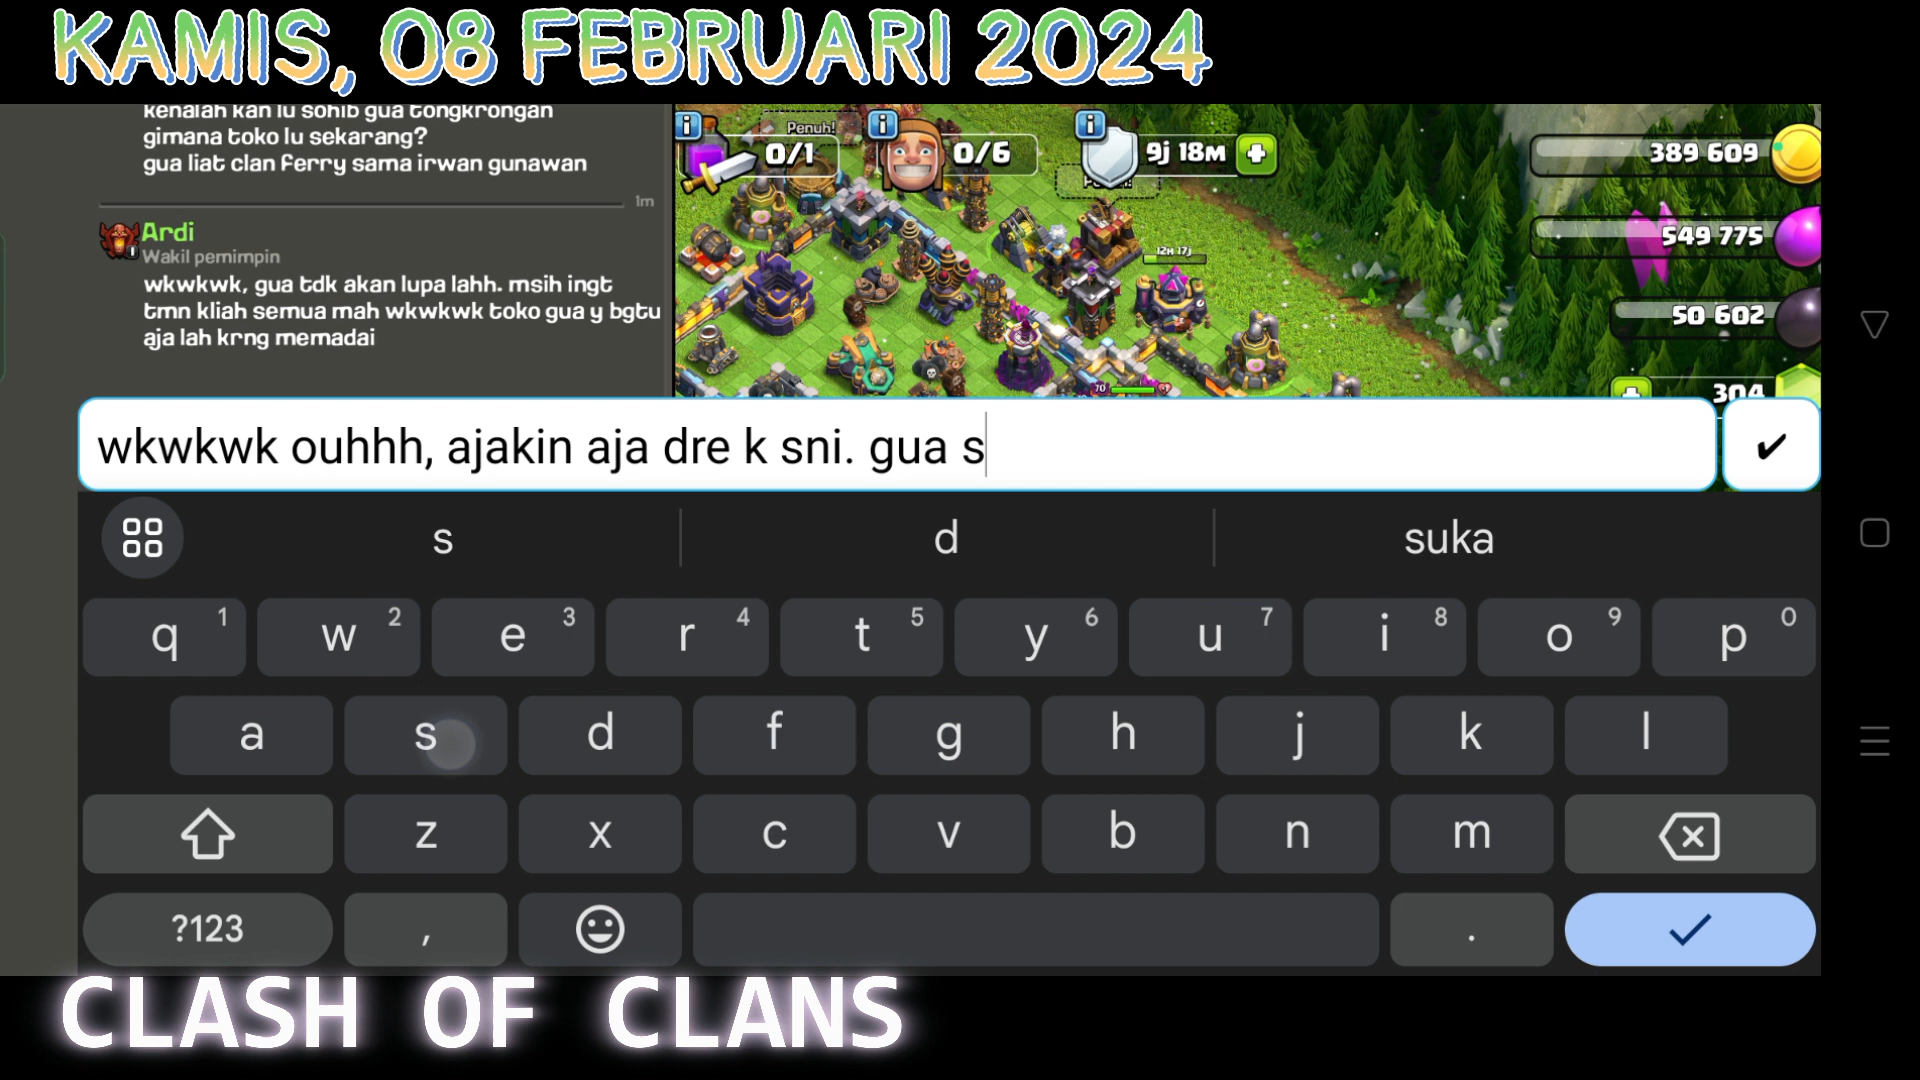 KAMIS, 08 FEBRUARI 2024
kenalah kan lu sohib gua tongkrongan
gimana toko lu sekarang?
gua liat clan Ferry sama irwan gunawan
1m
Ardi
Wakil pemimpin
wkwkwk, gua tdk akan lupa lahh. msih ingt
tmn kliah semua mah wkwkwk toko gua y bgtu
aja lah krng memadai
Penuh!
0/1
0/6
9j 18M
389 609
549 775
12H 17j
50 602
70
304
wkwkwk ouhhh, ajakin aja dre k sni. gua s
s d suka
q 1 w 2 e 3 r 4 t 5 y 6 u 7 i 8 o 9 p 0
a s d f g h j k l
z x c v b n m
?123 , .
CLASH OF CLANS